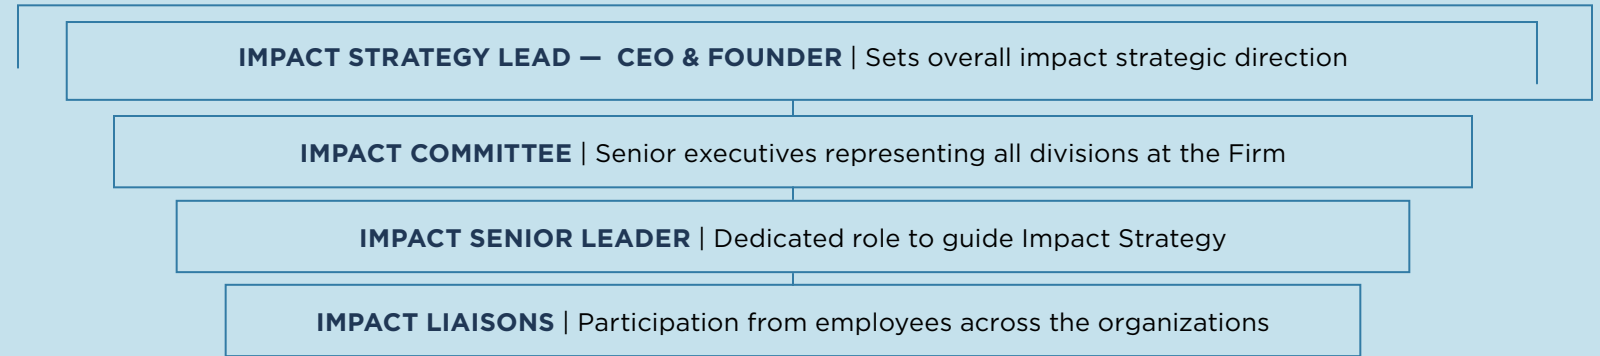 IMPACT STRATEGY LEAD — CEO & FOUNDER | Sets overall impact strategic direction
IMPACT COMMITTEE | Senior executives representing all divisions at the Firm
IMPACT SENIOR LEADER | Dedicated role to guide Impact Strategy
IMPACT LIAISONS | Participation from employees across the organizations